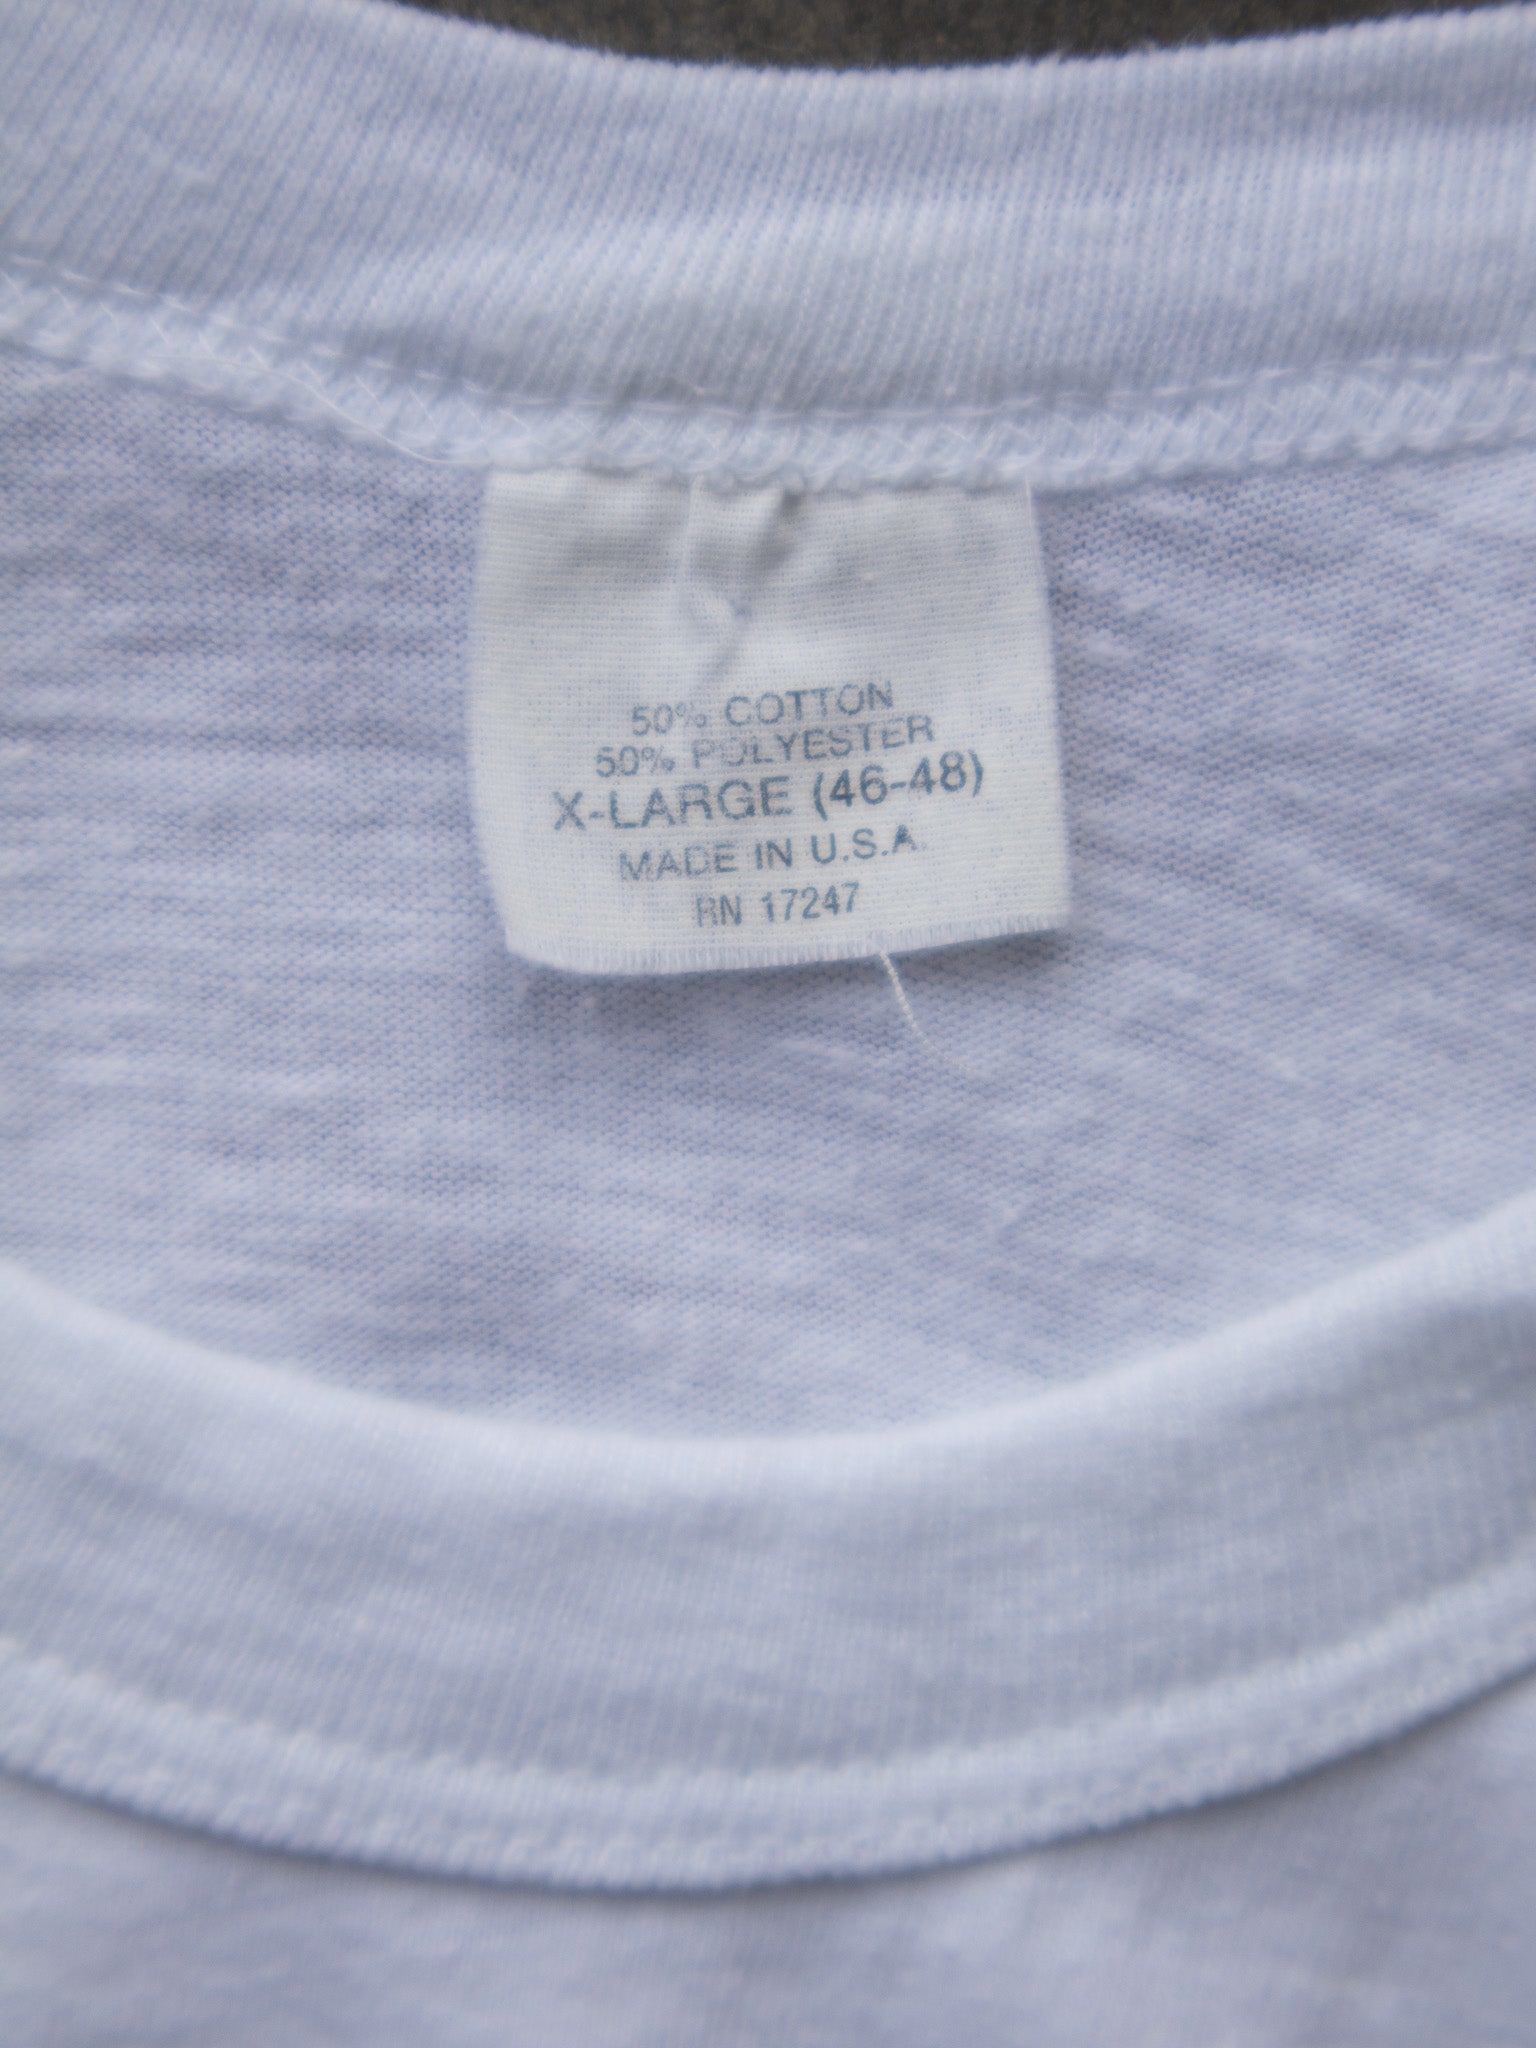 50% COTTON
50% POLYESTER
X-LARGE (46-48)
MADE IN U.S.A.
RN 17247